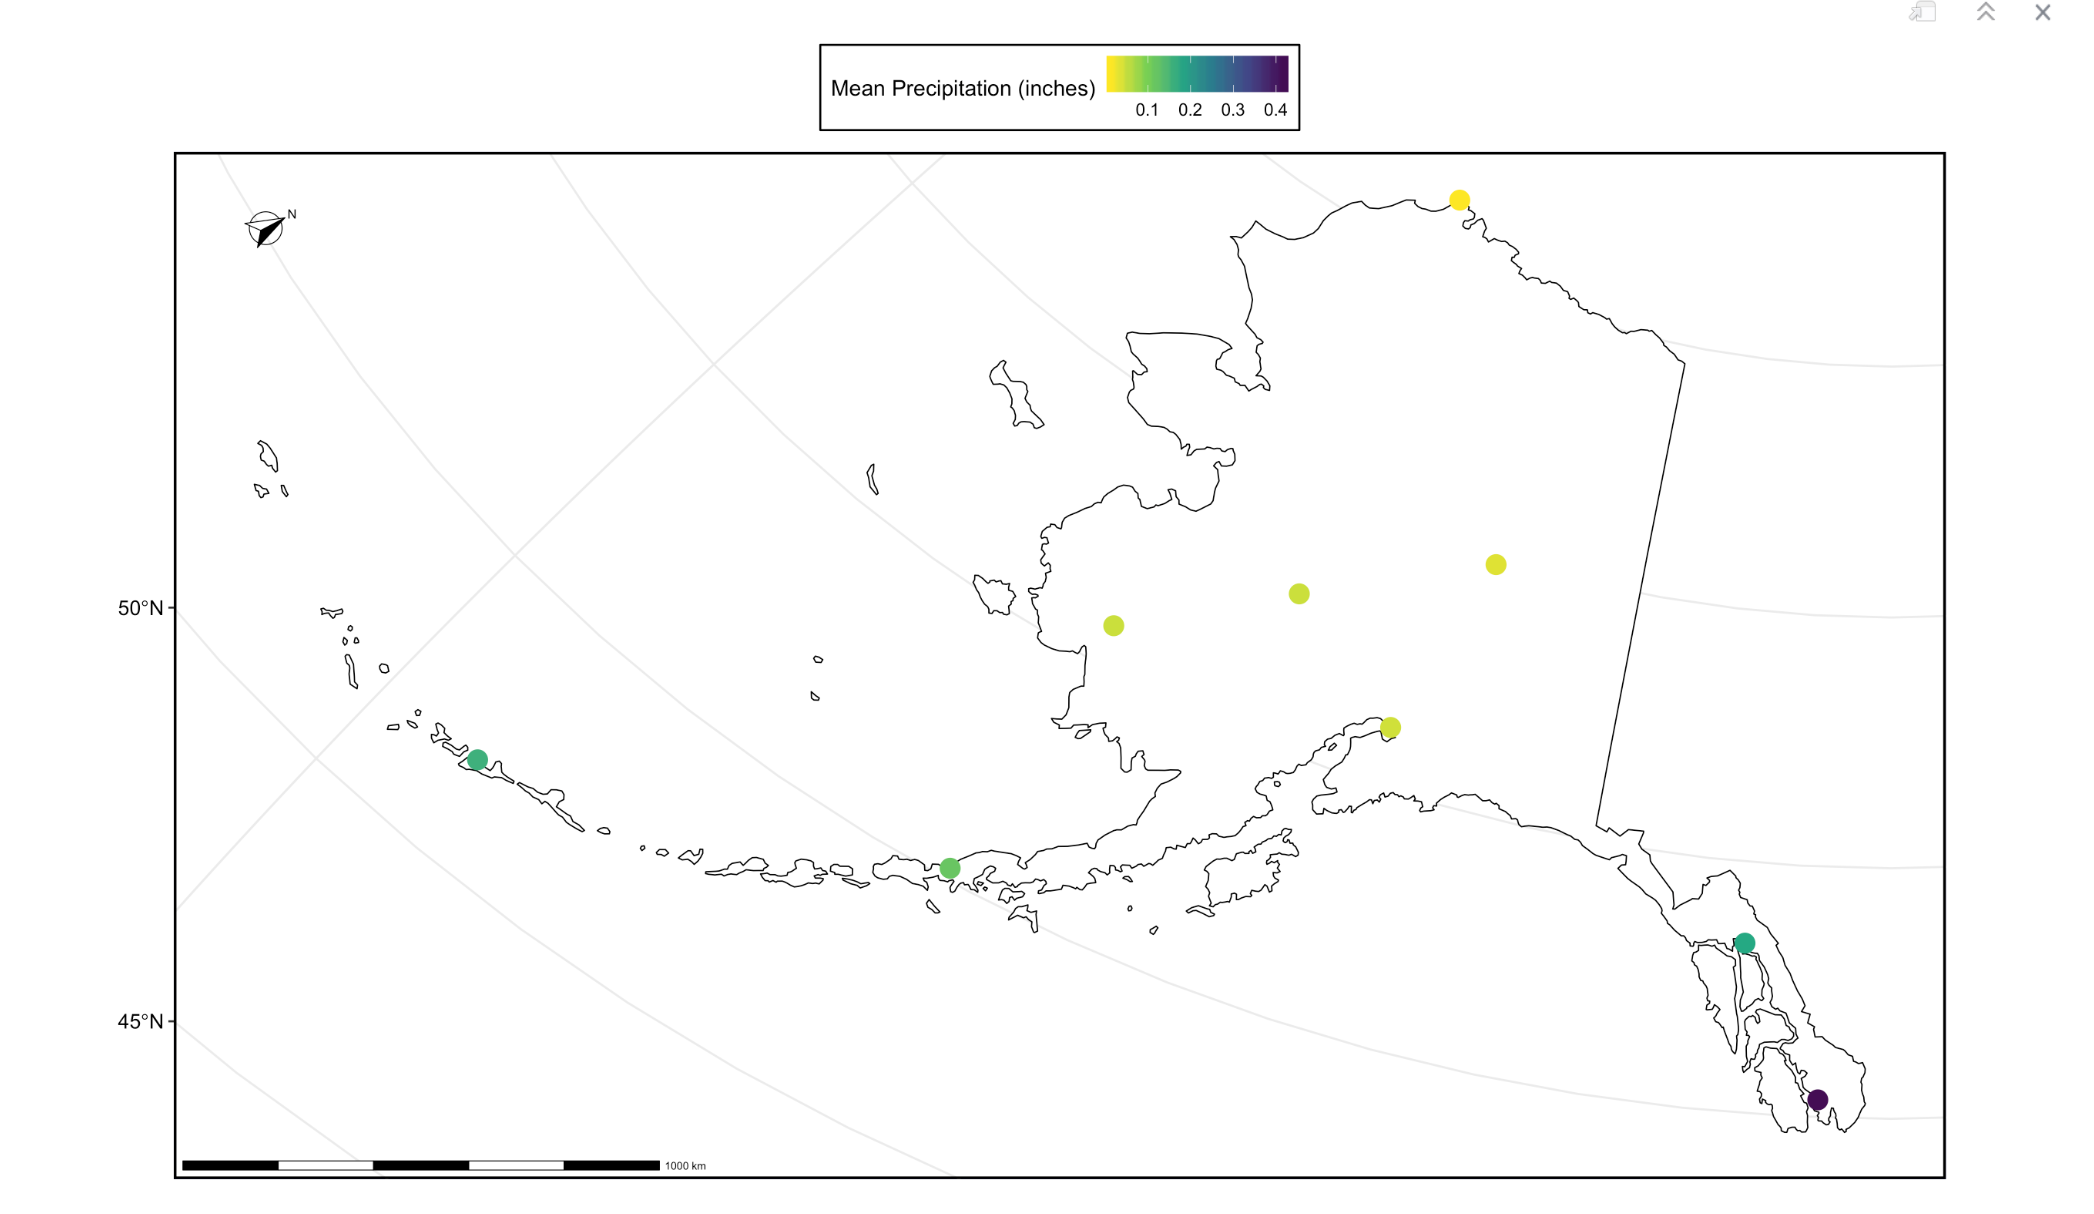 Mean Precipitation (inches)
0.1 0.2 0.3 0.4
N
50°N
45°N
1000 km